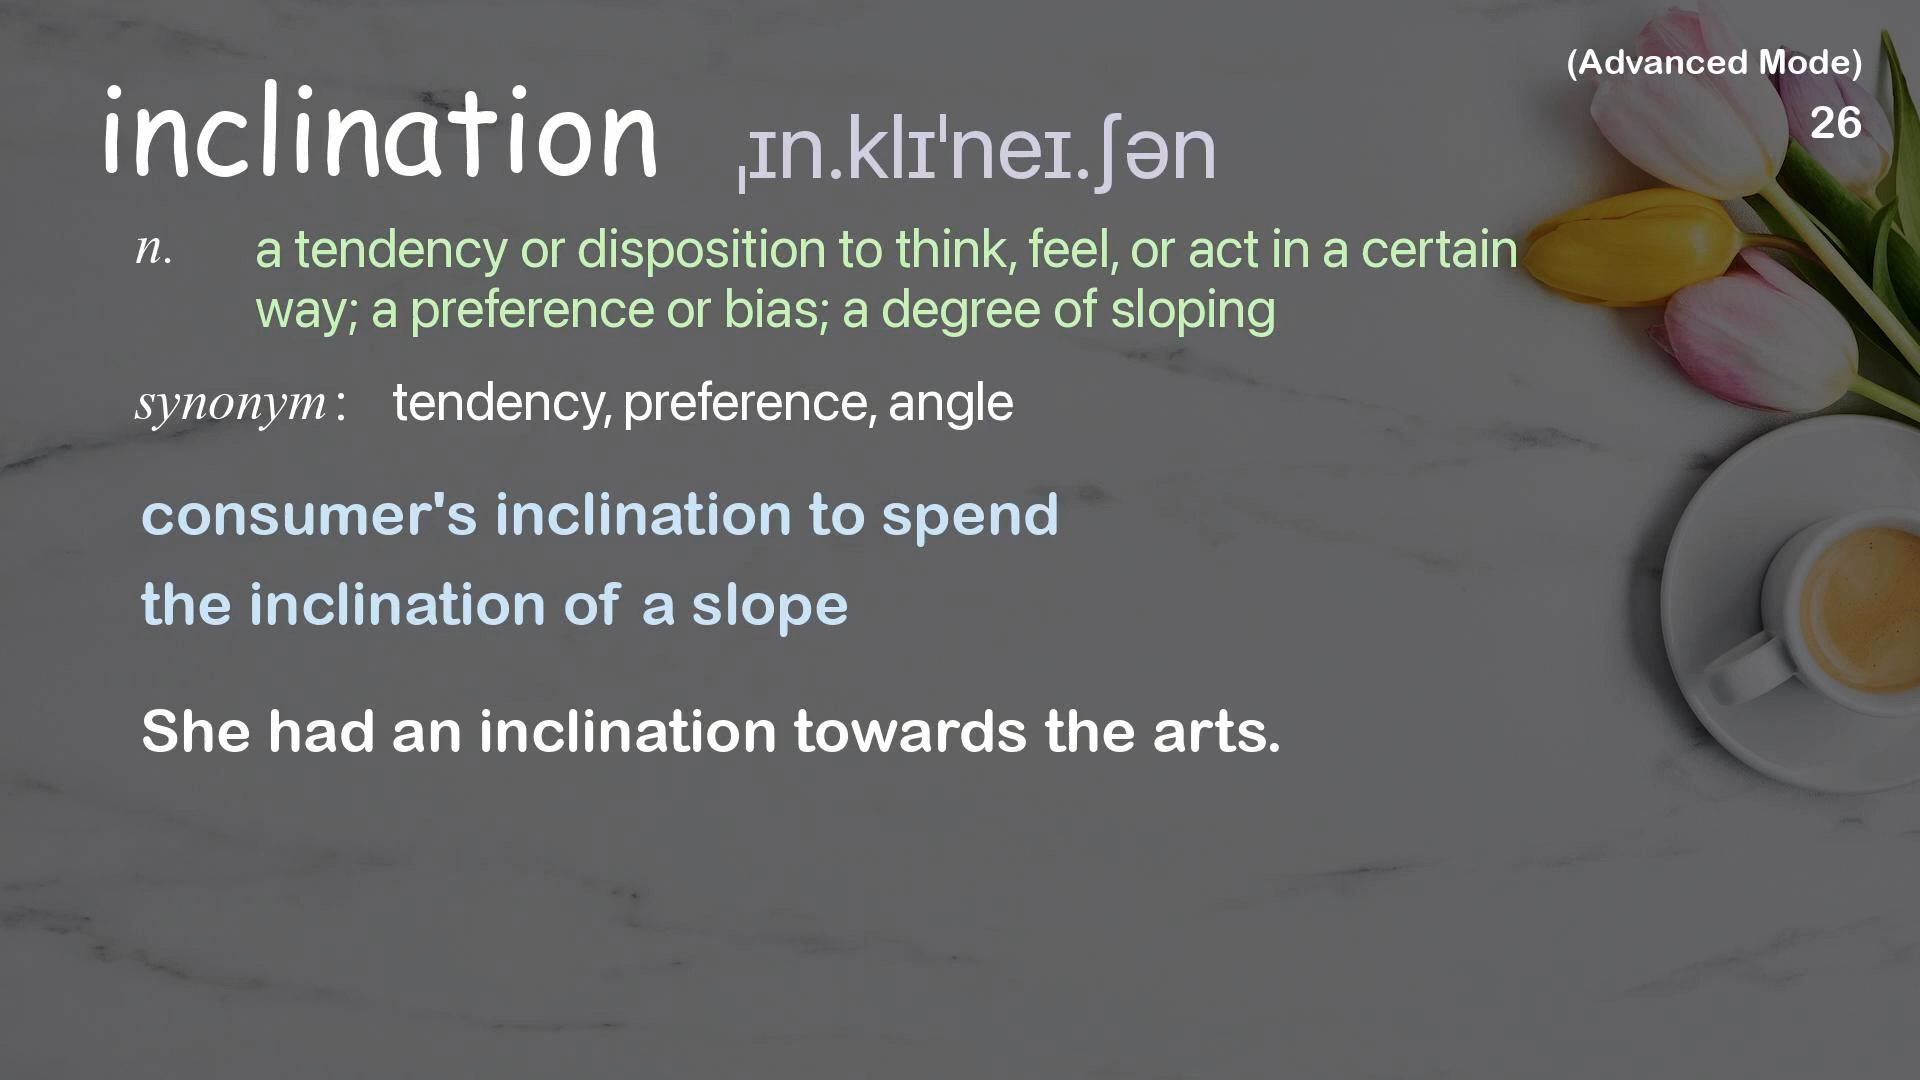 (Advanced Mode)
26
inclination ˌɪn.klɪˈneɪ.ʃən
n. a tendency or disposition to think, feel, or act in a certain
way; a preference or bias; a degree of sloping
synonym: tendency, preference, angle
consumer's inclination to spend
the inclination of a slope
She had an inclination towards the arts.